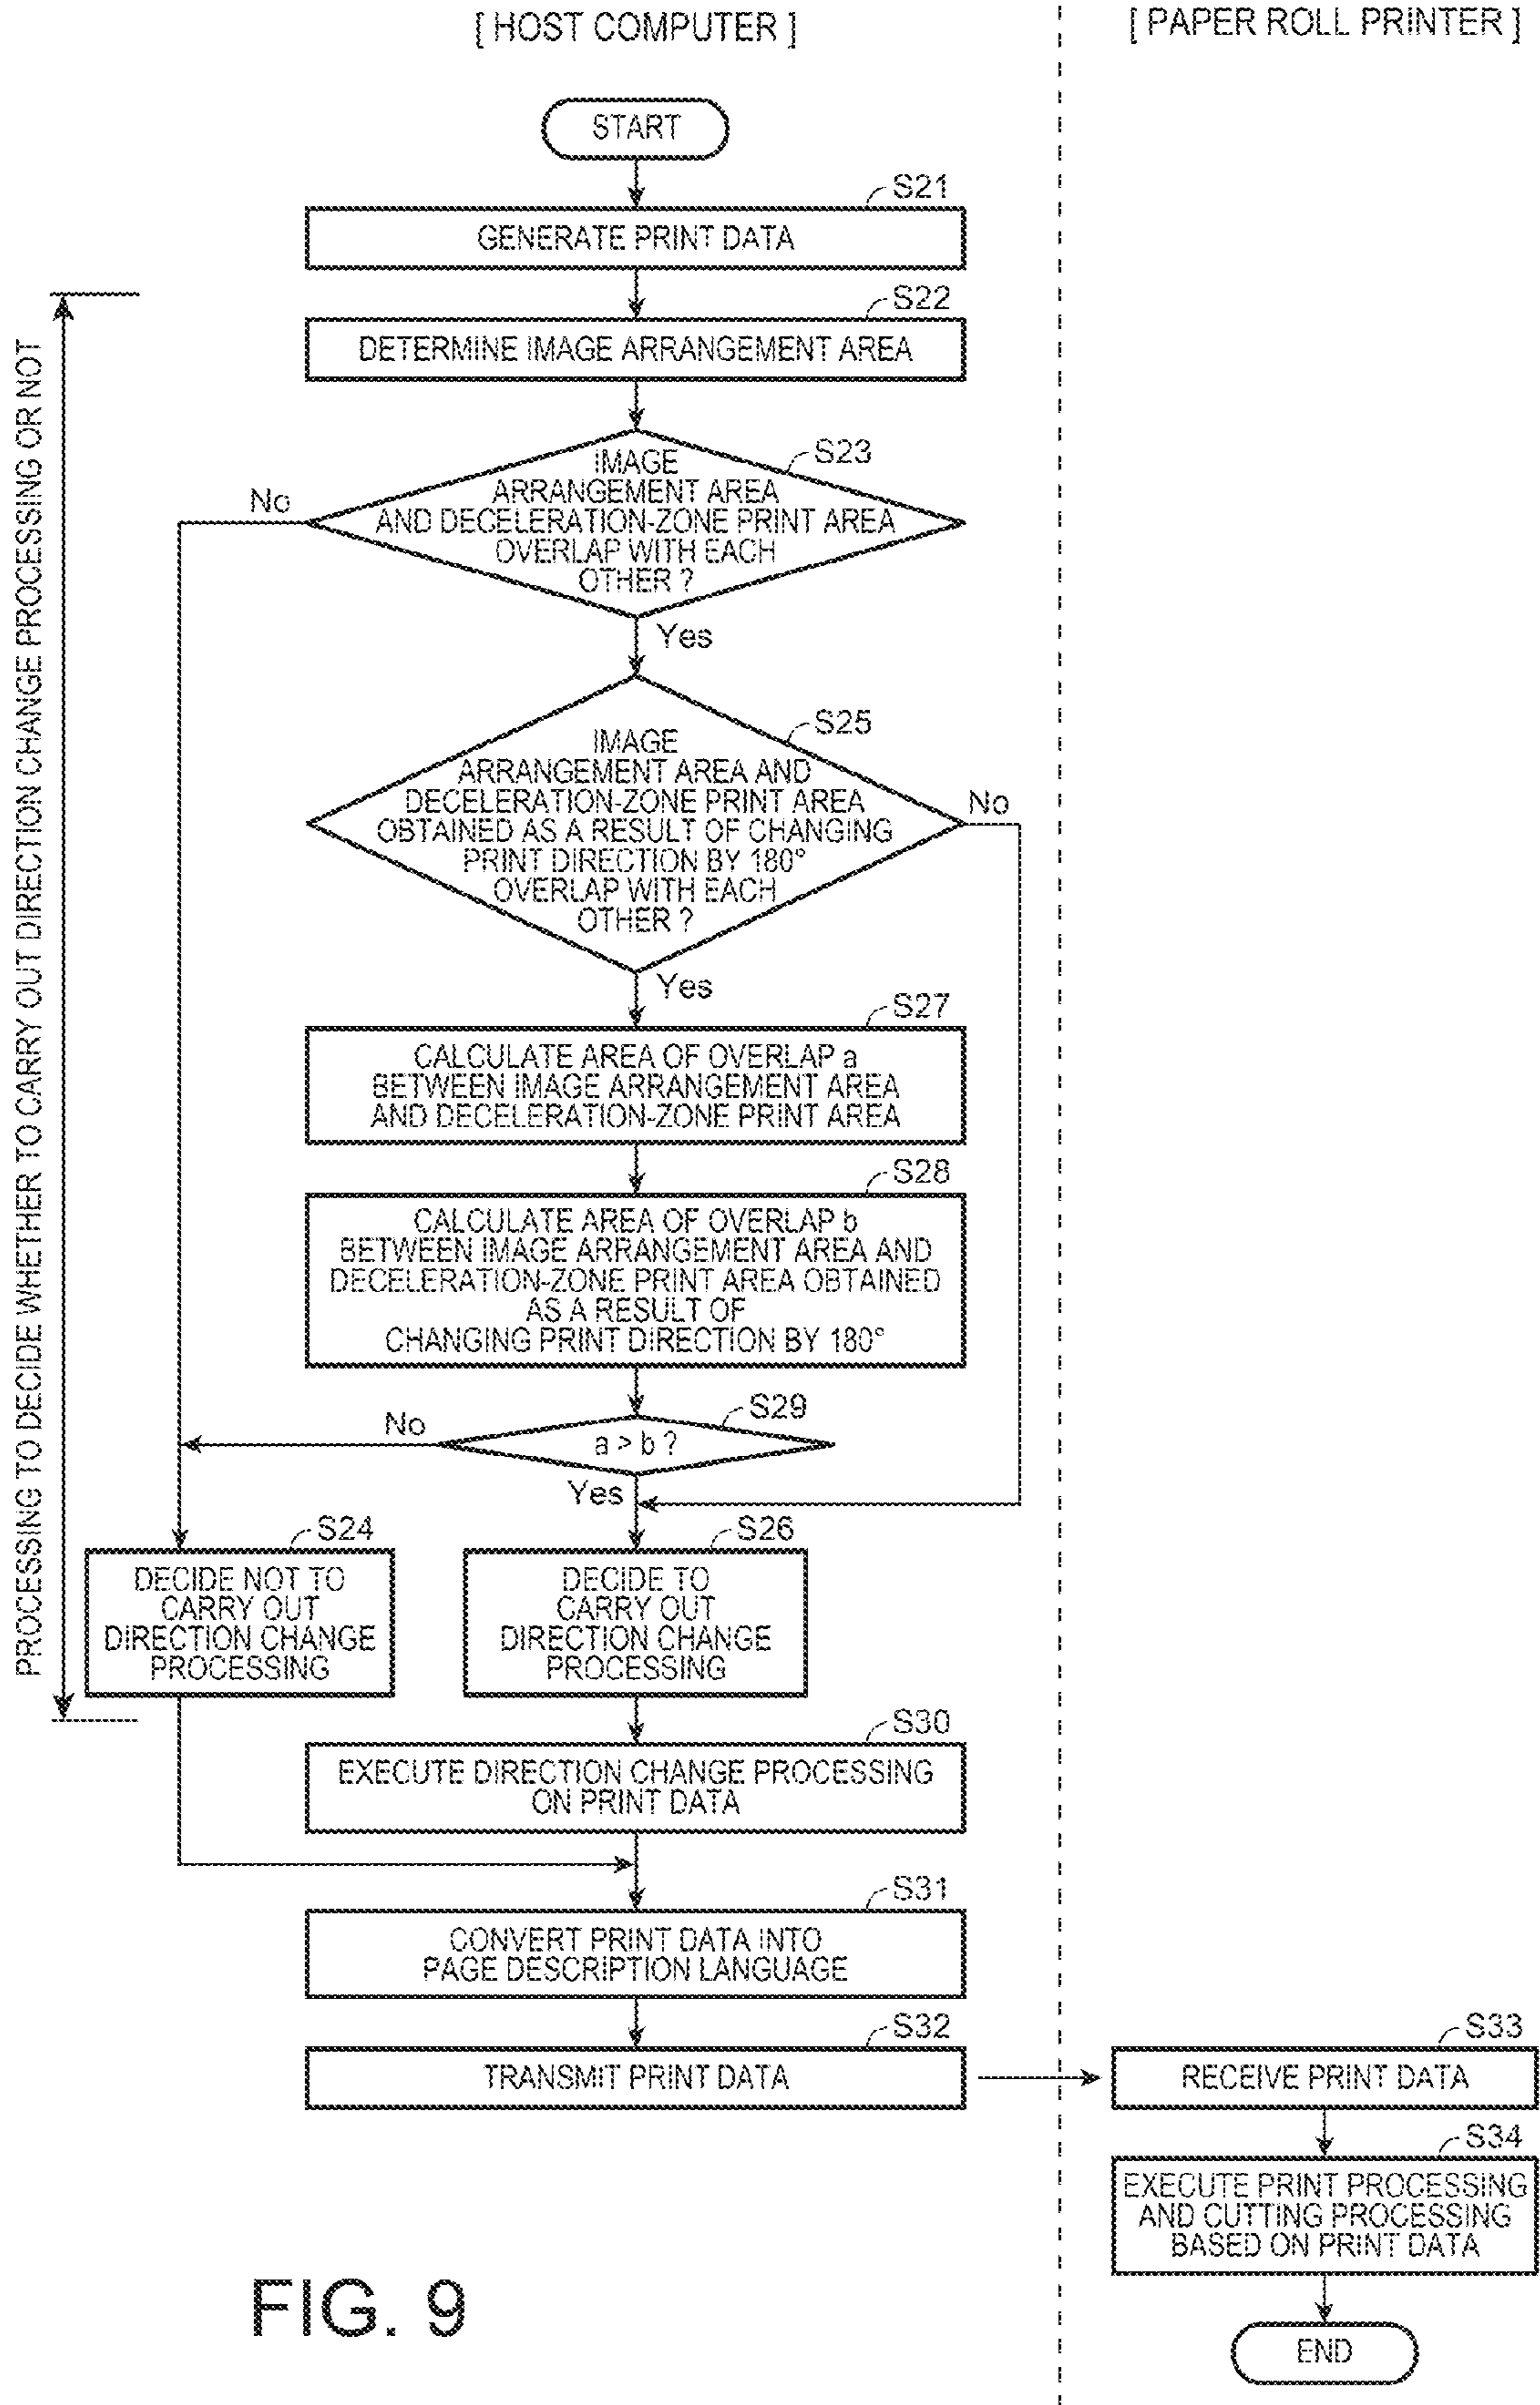 [ HOST COMPUTER ]
[ PAPER ROLL PRINTER ]
START
S21
GENERATE PRINT DATA
S22
DETERMINE IMAGE ARRANGEMENT AREA
PROCESSING TO DECIDE WHETHER TO CARRY OUT DIRECTION CHANGE PROCESSING OR NOT
S23
IMAGE
ARRANGEMENT AREA
AND DECELERATION-ZONE PRINT AREA
OVERLAP WITH EACH
OTHER ?
No
Yes
S25
IMAGE
ARRANGEMENT AREA AND
DECELERATION-ZONE PRINT AREA
OBTAINED AS A RESULT OF CHANGING
PRINT DIRECTION BY 180°
OVERLAP WITH EACH
OTHER ?
No
Yes
S27
CALCULATE AREA OF OVERLAP a
BETWEEN IMAGE ARRANGEMENT AREA
AND DECELERATION-ZONE PRINT AREA
S28
CALCULATE AREA OF OVERLAP b
BETWEEN IMAGE ARRANGEMENT AREA AND
DECELERATION-ZONE PRINT AREA OBTAINED
AS A RESULT OF
CHANGING PRINT DIRECTION BY 180°
S29
a > b ?
No
Yes
S24
DECIDE NOT TO
CARRY OUT
DIRECTION CHANGE
PROCESSING
S26
DECIDE TO
CARRY OUT
DIRECTION CHANGE
PROCESSING
S30
EXECUTE DIRECTION CHANGE PROCESSING
ON PRINT DATA
S31
CONVERT PRINT DATA INTO
PAGE DESCRIPTION LANGUAGE
S32
TRANSMIT PRINT DATA
S33
RECEIVE PRINT DATA
S34
EXECUTE PRINT PROCESSING
AND CUTTING PROCESSING
BASED ON PRINT DATA
END
FIG. 9